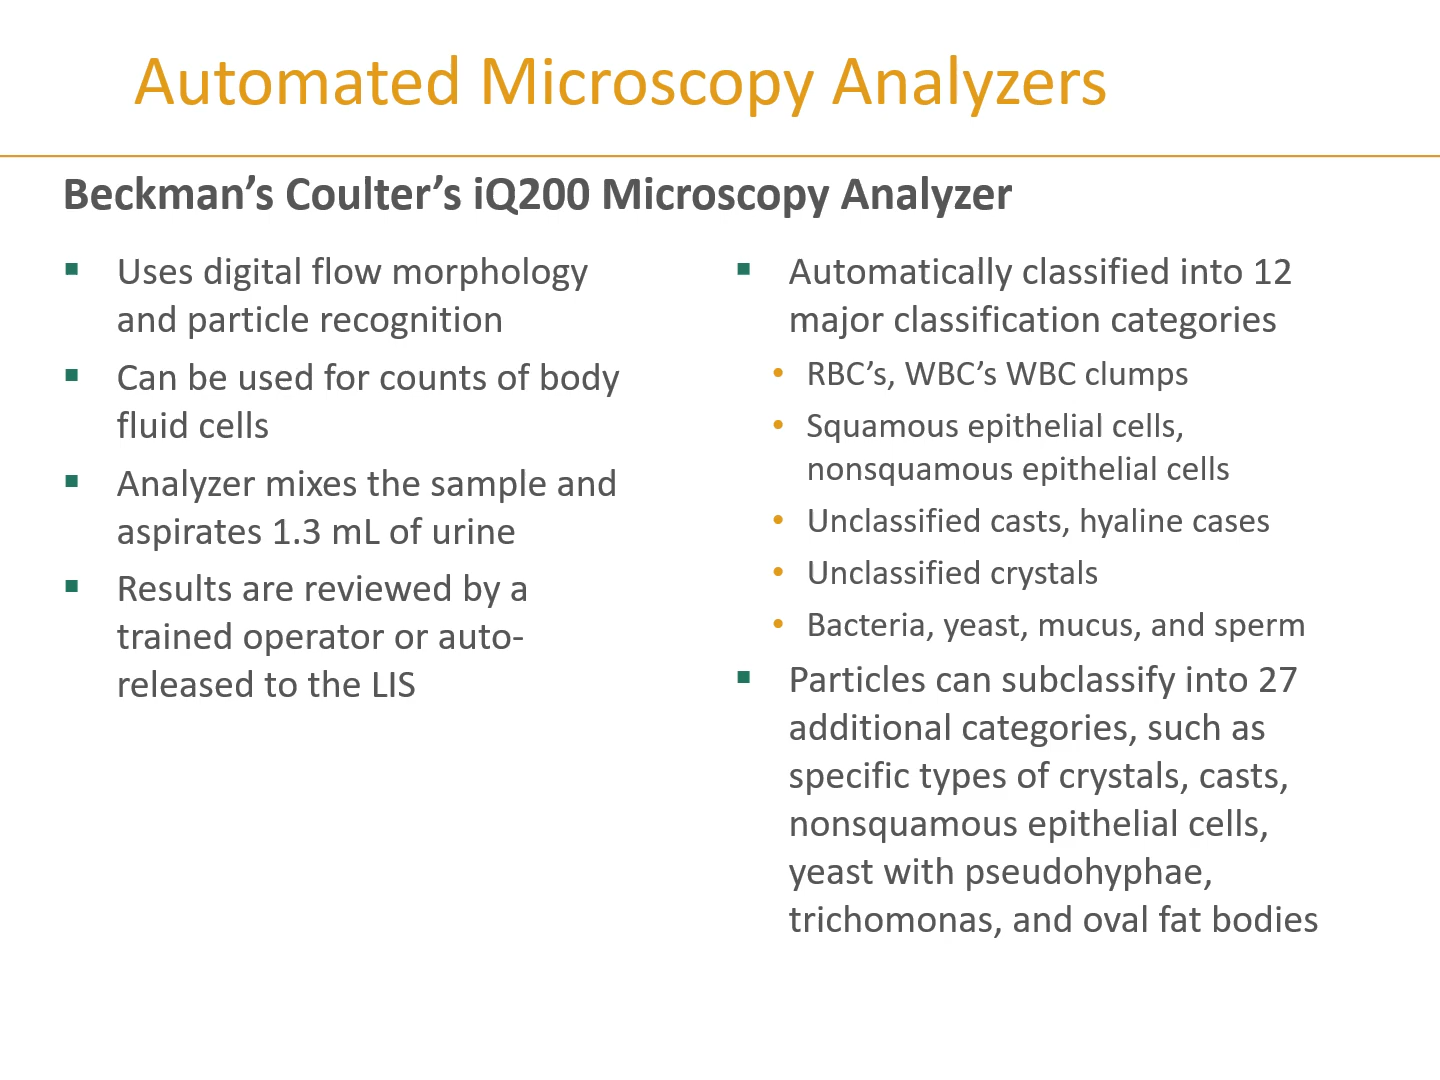 Automated Microscopy Analyzers
Beckman’s Coulter’s iQ200 Microscopy Analyzer
▪ Uses digital flow morphology
and particle recognition
▪ Can be used for counts of body
fluid cells
▪ Analyzer mixes the sample and
aspirates 1.3 mL of urine
▪ Results are reviewed by a
trained operator or auto-
released to the LIS
▪ Automatically classified into 12
major classification categories
• RBC’s, WBC’s WBC clumps
• Squamous epithelial cells,
nonsquamous epithelial cells
• Unclassified casts, hyaline cases
• Unclassified crystals
• Bacteria, yeast, mucus, and sperm
▪ Particles can subclassify into 27
additional categories, such as
specific types of crystals, casts,
nonsquamous epithelial cells,
yeast with pseudohyphae,
trichomonas, and oval fat bodies